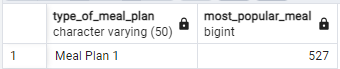 type_of_meal_plan most_popular_meal
character varying (50) bigint
1 Meal Plan 1 527